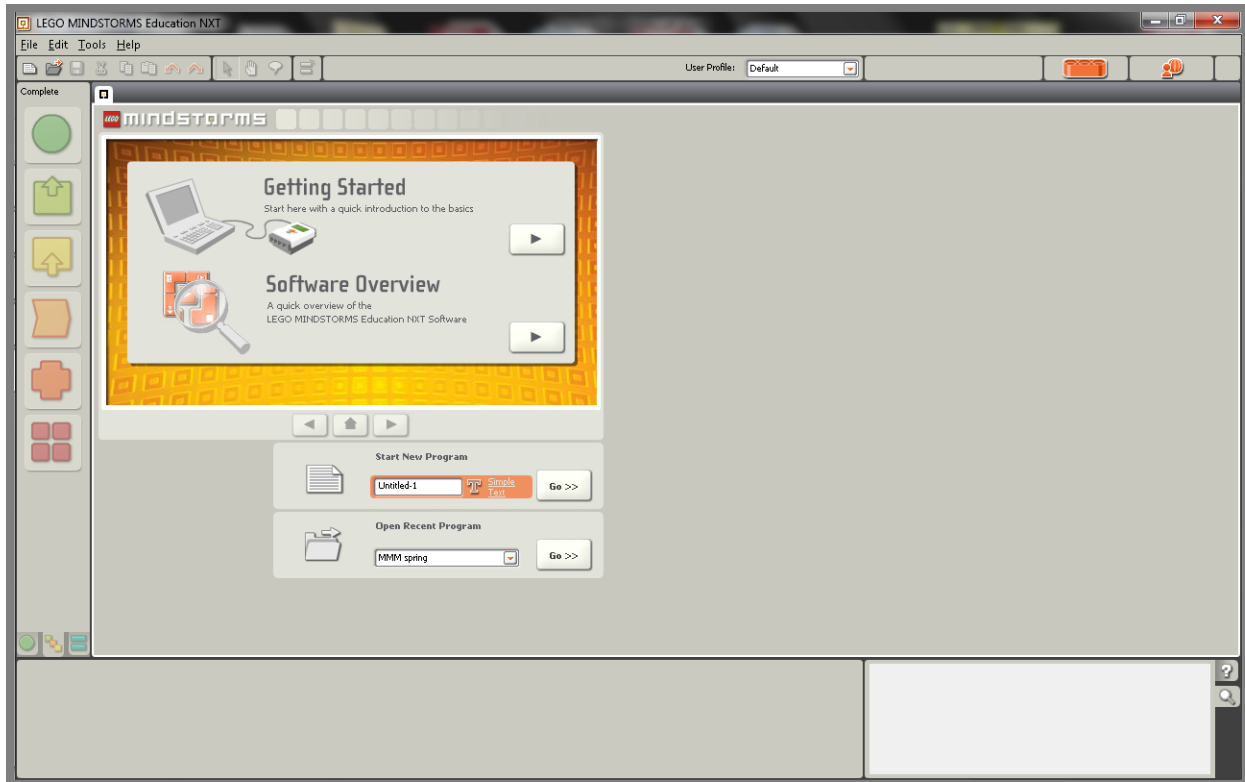 LEGO MINDSTORMS Education NXT
File Edit Tools Help
User Profile: Default
Complete
LEGO mindstorms
Getting Started
Start here with a quick introduction to the basics
Software Overview
A quick overview of the
LEGO MINDSTORMS Education NXT Software
Start New Program
Untitled-1
T Simple
Text
Go >>
Open Recent Program
MMM spring
Go >>
?